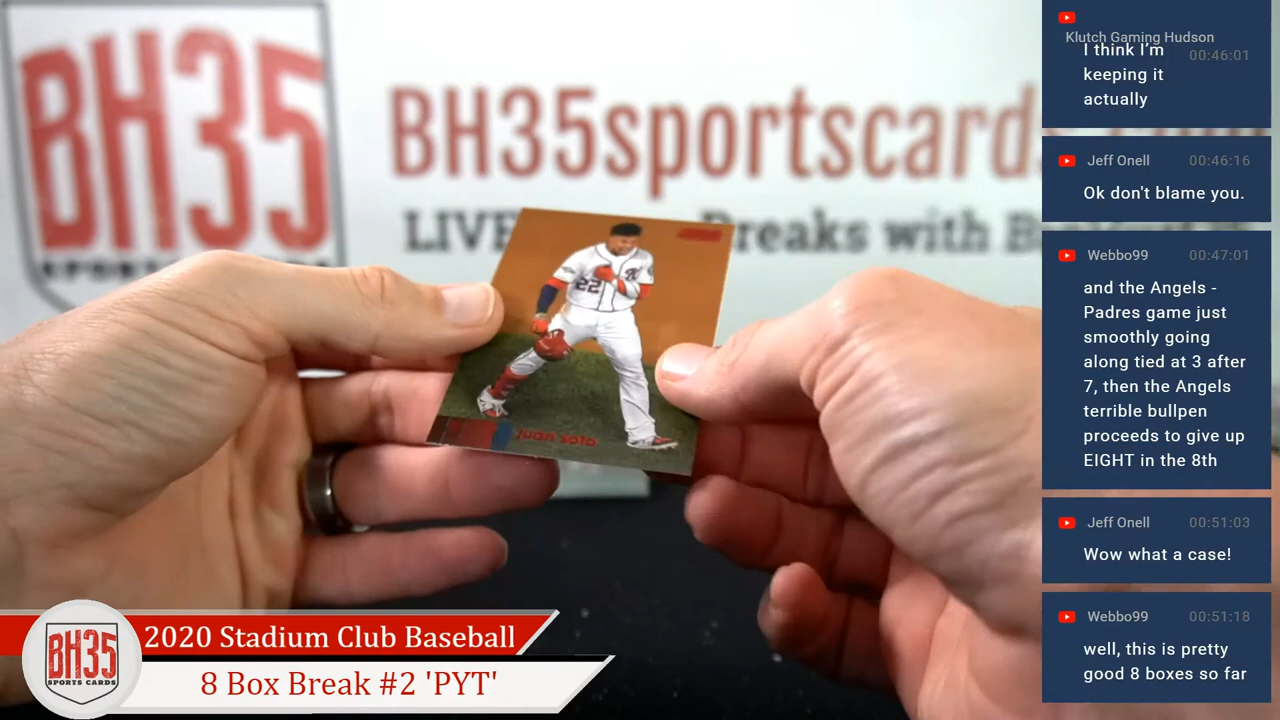 BH35
SPORTS CARDS
BH35sportscards
LIVE
reaks with B
22
juan soto
BH35
SPORTS CARDS
2020 Stadium Club Baseball
8 Box Break #2 'PYT'
Klutch Gaming Hudson
I think I'm 00:46:01
keeping it
actually
Jeff Onell 00:46:16
Ok don't blame you.
Webbo99 00:47:01
and the Angels -
Padres game just
smoothly going
along tied at 3 after
7, then the Angels
terrible bullpen
proceeds to give up
EIGHT in the 8th
Jeff Onell 00:51:03
Wow what a case!
Webbo99 00:51:18
well, this is pretty
good 8 boxes so far